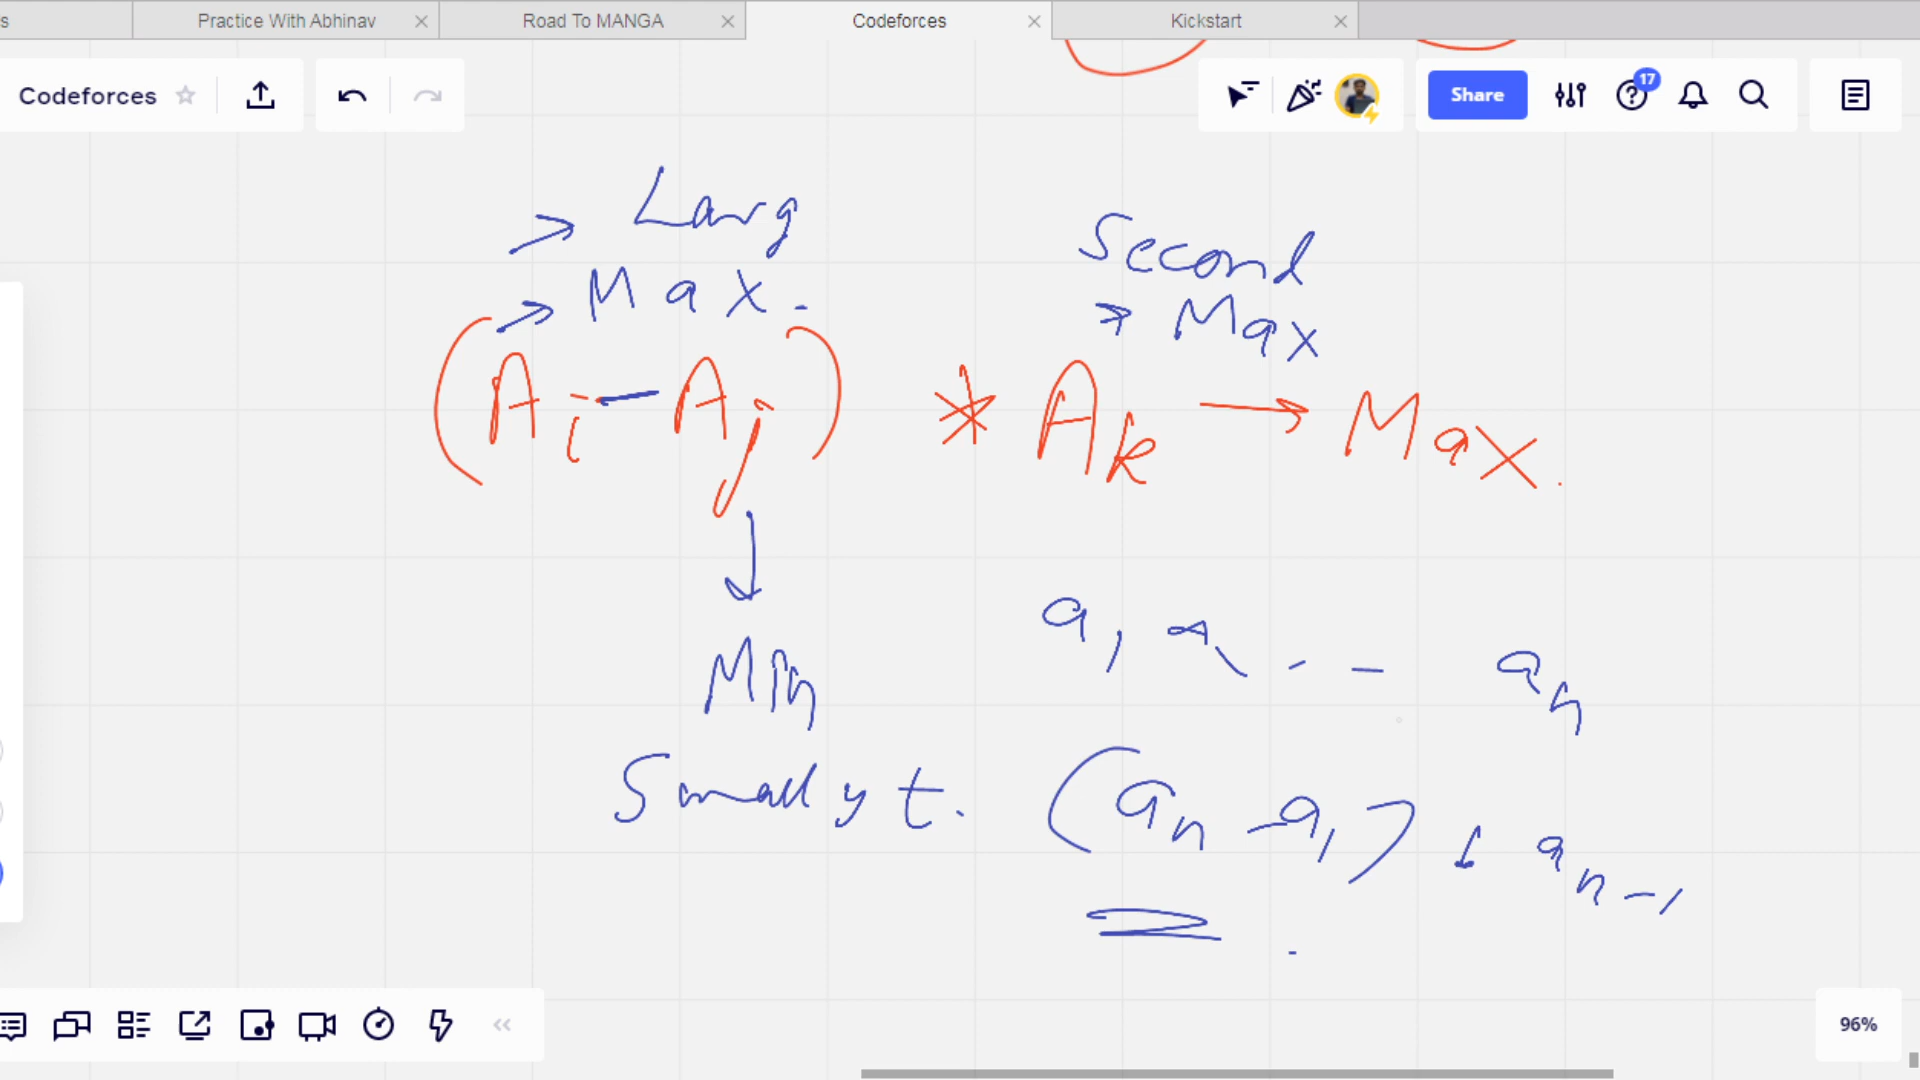 s Practice With Abhinav Road To MANGA Codeforces Kickstart
Codeforces Share 17
Larg
Max.
Second
Max
(Ai - Aj) * Ak → Max.
Min
a1 a2 - - an
(an - a1) an-1
96%